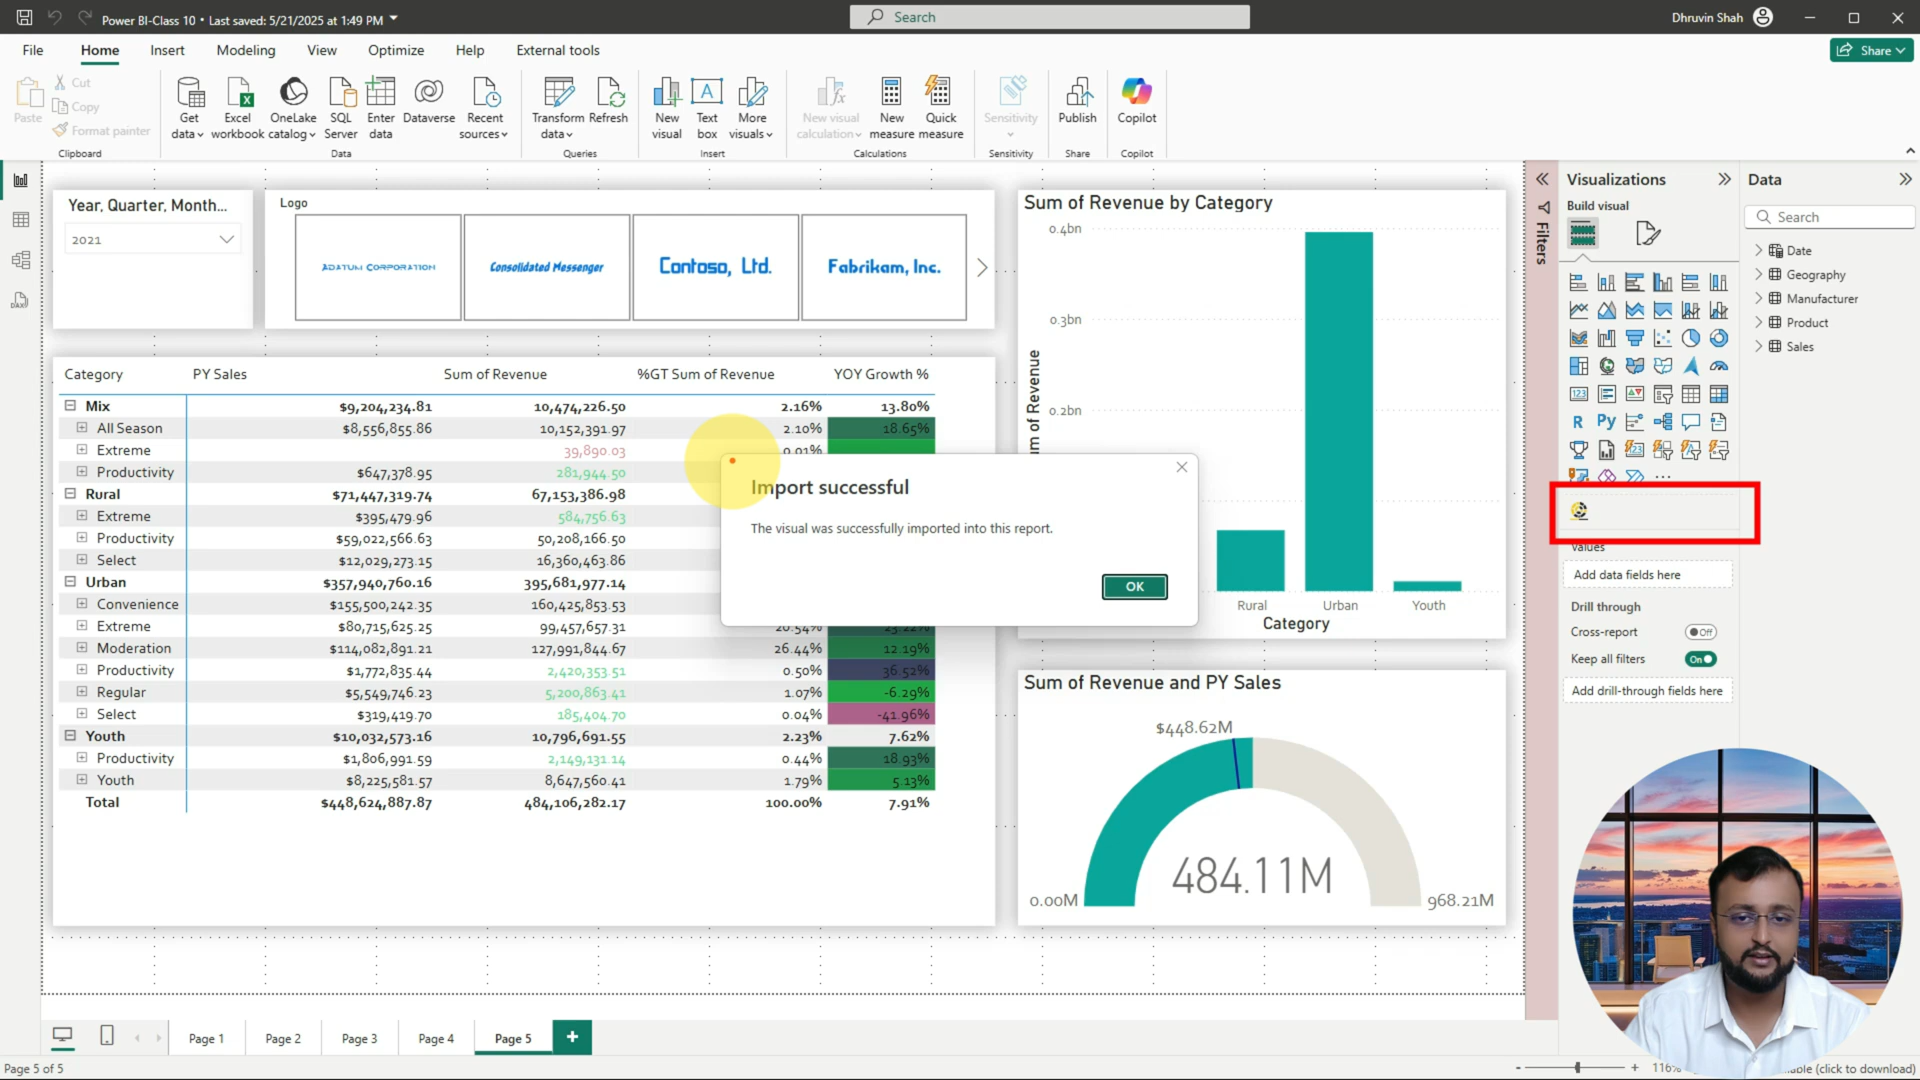 Power BI-Class 10 • Last saved: 5/21/2025 at 1:49 PM
Search
Dhruvin Shah
File
Home
Insert
Modeling
View
Optimize
Help
External tools
Share
Paste
Cut
Copy
Format painter
Clipboard
Get data
Excel workbook
OneLake catalog
SQL Server
Enter data
Dataverse
Recent sources
Data
Transform data
Refresh
Queries
New visual
Text box
More visuals
Insert
New visual calculation
New measure
Quick measure
Calculations
Sensitivity
Sensitivity
Publish
Share
Copilot
Copilot
Year, Quarter, Month...
2021
Logo
ADATUM CORPORATION
Consolidated Messenger
Contoso, Ltd.
Fabrikam, Inc.
Category PY Sales Sum of Revenue %GT Sum of Revenue YOY Growth %
Mix $9,204,234.81 10,474,226.50 2.16% 13.80%
All Season $8,556,855.86 10,152,391.97 2.10% 18.65%
Extreme 39,890.03 0.01%
Productivity $647,378.95 281,944.50
Rural $71,447,319.74 67,153,386.98
Extreme $395,479.96 584,756.63
Productivity $59,022,566.63 50,208,166.50
Select $12,029,273.15 16,360,463.86
Urban $357,940,760.16 395,681,977.14
Convenience $155,500,242.35 160,425,853.53
Extreme $80,715,625.25 99,457,657.31 20.54% 23.22%
Moderation $114,082,891.21 127,991,844.67 26.44% 12.19%
Productivity $1,772,835.44 2,420,353.51 0.50% 36.52%
Regular $5,549,746.23 5,200,863.41 1.07% -6.29%
Select $319,419.70 185,404.70 0.04% -41.96%
Youth $10,032,573.16 10,796,691.55 2.23% 7.62%
Productivity $1,806,991.59 2,149,131.14 0.44% 18.93%
Youth $8,225,581.57 8,647,560.41 1.79% 5.13%
Total $448,624,887.87 484,106,282.17 100.00% 7.91%
Import successful
The visual was successfully imported into this report.
OK
Sum of Revenue by Category
0.4bn
0.3bn
0.2bn
m of Revenue
Rural
Urban
Youth
Category
Sum of Revenue and PY Sales
$448.62M
484.11M
0.00M
968.21M
Filters
Visualizations
Build visual
R
Py
123
Values
Add data fields here
Drill through
Cross-report
Off
Keep all filters
On
Add drill-through fields here
Data
Search
Date
Geography
Manufacturer
Product
Sales
Page 1
Page 2
Page 3
Page 4
Page 5
Page 5 of 5
116%
(click to download)